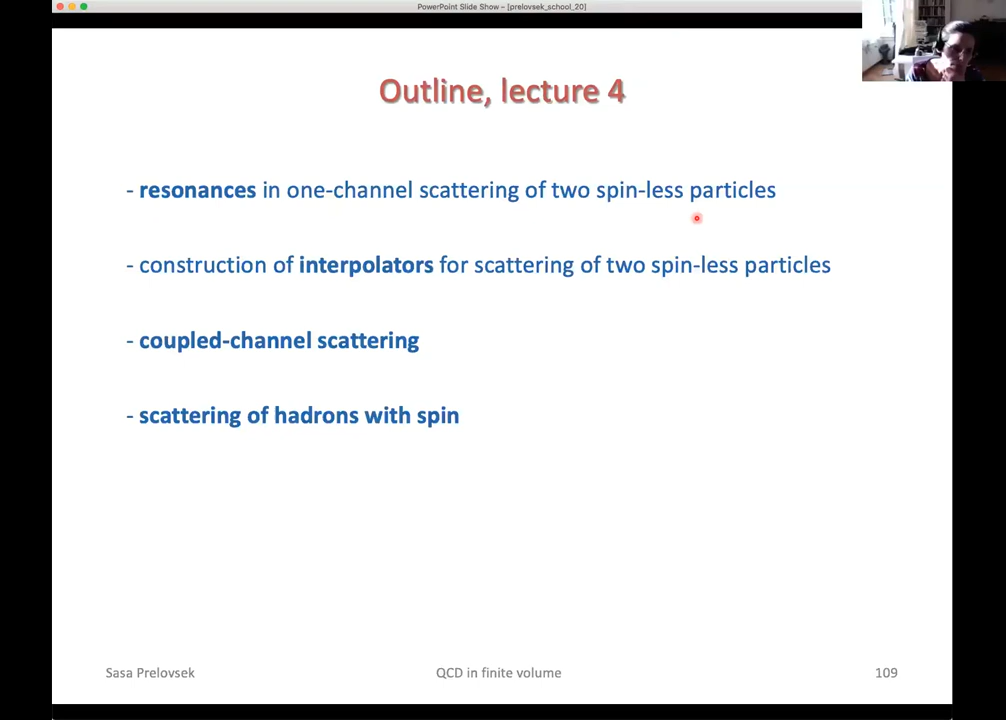 PowerPoint Slide Show - [prelovsek_school_20]
Outline, lecture 4
- resonances in one-channel scattering of two spin-less particles
- construction of interpolators for scattering of two spin-less particles
- coupled-channel scattering
- scattering of hadrons with spin
Sasa Prelovsek
QCD in finite volume
109